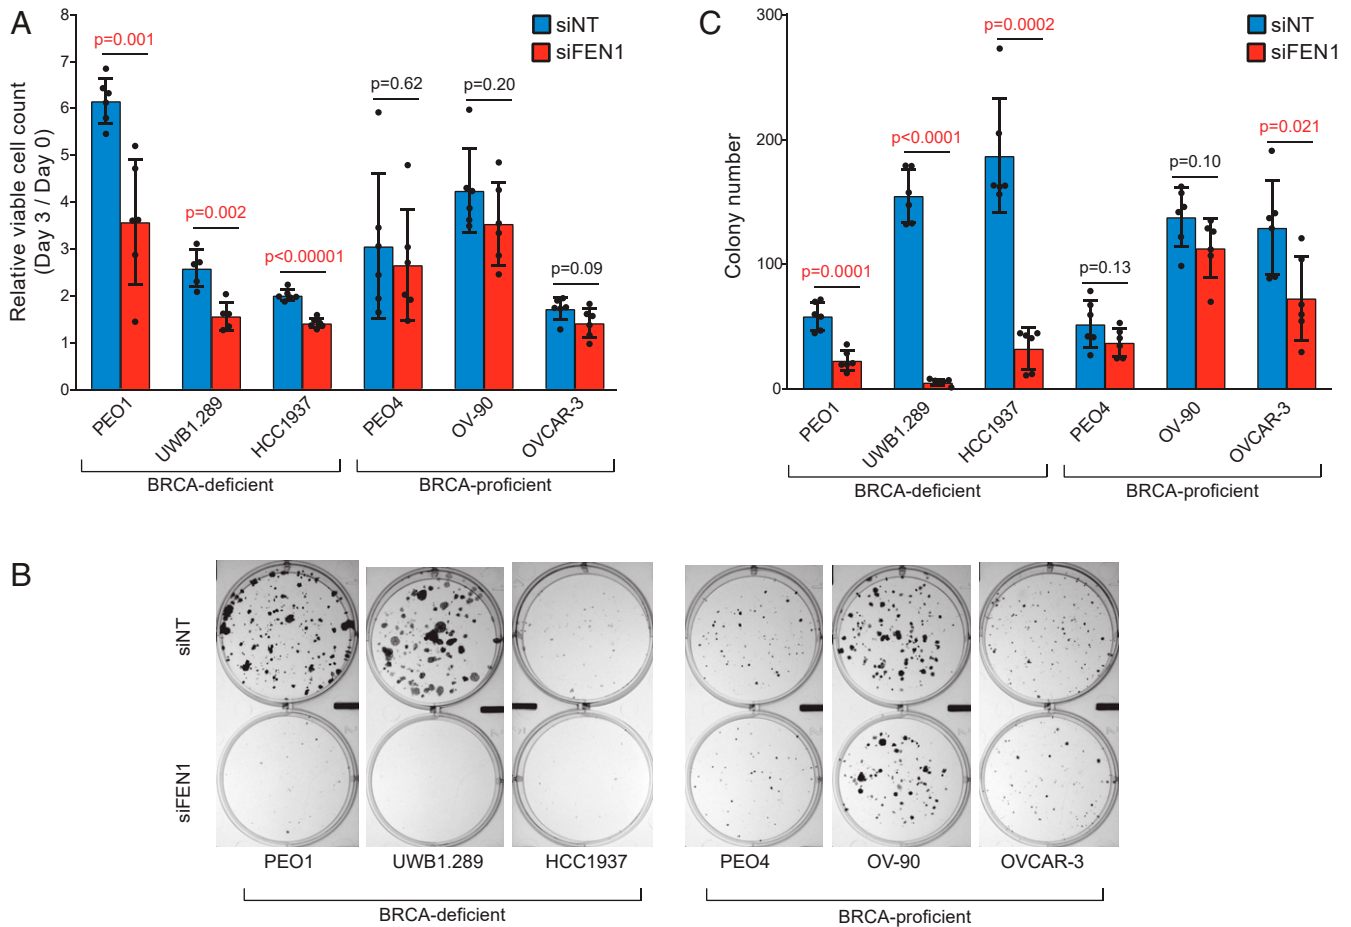 A
Relative viable cell count
(Day 3 / Day 0)
8
7
6
5
4
3
2
1
0
siNT
siFEN1
p=0.001
p=0.002
p<0.00001
p=0.62
p=0.20
p=0.09
PEO1
UWB1.289
HCC1937
PEO4
OV-90
OVCAR-3
BRCA-deficient
BRCA-proficient
C
Colony number
300
200
100
0
siNT
siFEN1
p=0.0001
p<0.0001
p=0.0002
p=0.13
p=0.10
p=0.021
PEO1
UWB1.289
HCC1937
PEO4
OV-90
OVCAR-3
BRCA-deficient
BRCA-proficient
B
siNT
siFEN1
PEO1
UWB1.289
HCC1937
PEO4
OV-90
OVCAR-3
BRCA-deficient
BRCA-proficient